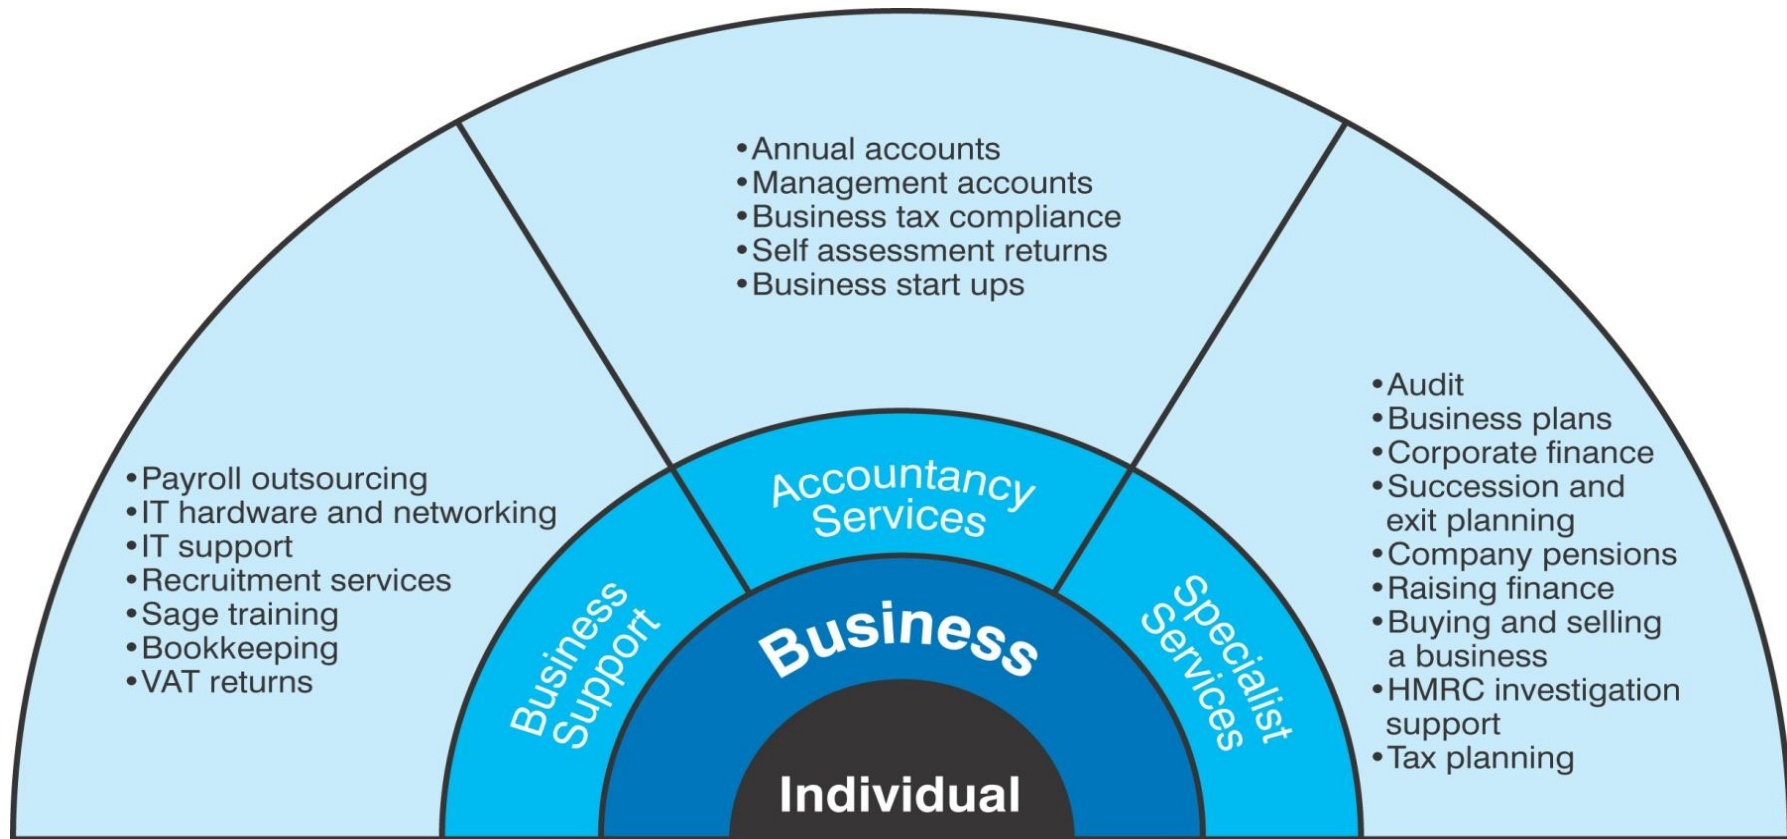 •Annual accounts
•Management accounts
•Business tax compliance
•Self assessment returns
•Business start ups
•Payroll outsourcing
•IT hardware and networking
•IT support
•Recruitment services
•Sage training
•Bookkeeping
•VAT returns
•Audit
•Business plans
•Corporate finance
•Succession and
exit planning
•Company pensions
•Raising finance
•Buying and selling
a business
•HMRC investigation
support
•Tax planning
Business
Support
Accountancy
Services
Specialist
Services
Business
Individual